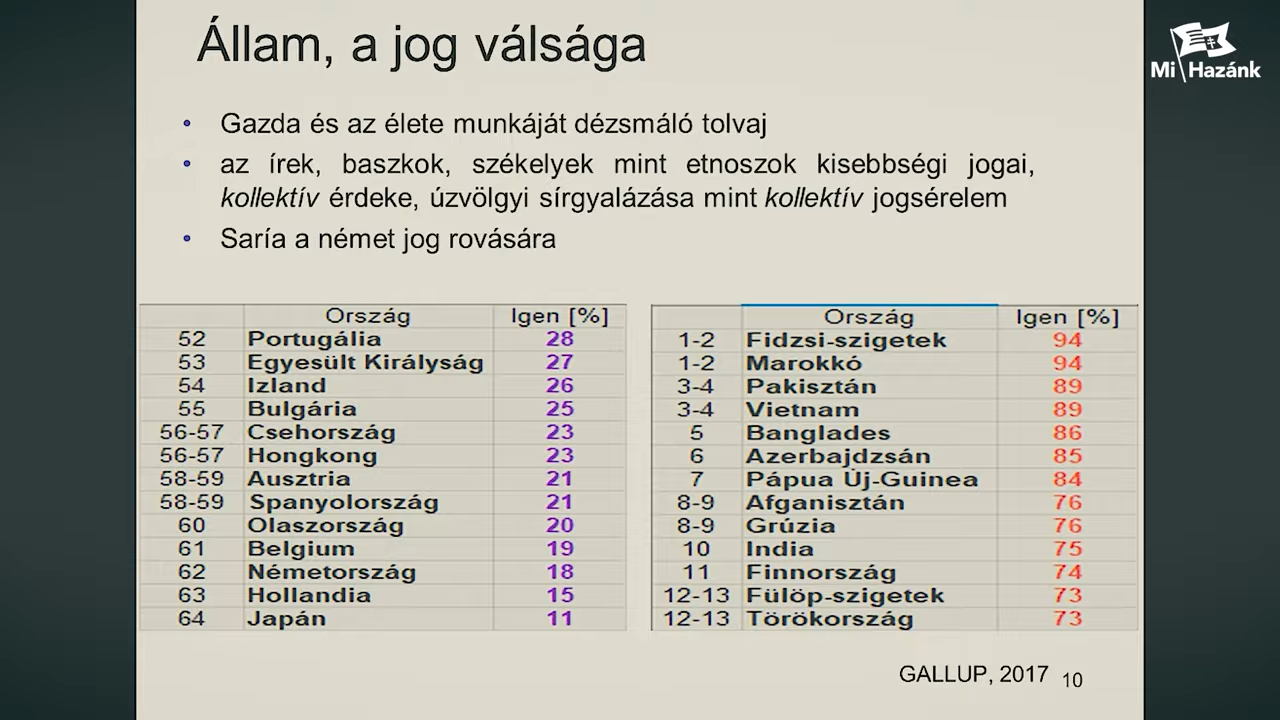 Állam, a jog válsága
Mi Hazánk
• Gazda és az élete munkáját dézsmáló tolvaj
• az írek, baszkok, székelyek mint etnoszok kisebbségi jogai,
kollektív érdeke, úzvölgyi sírgyalázása mint kollektív jogsérelem
• Saría a német jog rovására
Ország Igen [%]
52 Portugália 28
53 Egyesült Királyság 27
54 Izland 26
55 Bulgária 25
56-57 Csehország 23
56-57 Hongkong 23
58-59 Ausztria 21
58-59 Spanyolország 21
60 Olaszország 20
61 Belgium 19
62 Németország 18
63 Hollandia 15
64 Japán 11
Ország Igen [%]
1-2 Fidzsi-szigetek 94
1-2 Marokkó 94
3-4 Pakisztán 89
3-4 Vietnam 89
5 Banglades 86
6 Azerbajdzsán 85
7 Pápua Új-Guinea 84
8-9 Afganisztán 76
8-9 Grúzia 76
10 India 75
11 Finnország 74
12-13 Fülöp-szigetek 73
12-13 Törökország 73
GALLUP, 2017 10